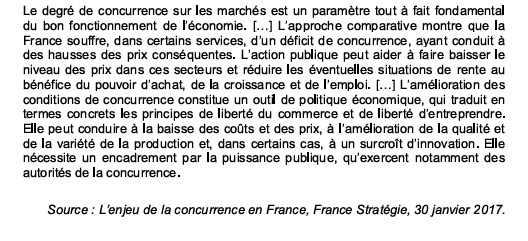 Le degré de concurrence sur les marchés est un paramètre tout à fait fondamental
du bon fonctionnement de l'économie. […] L'approche comparative montre que la
France souffre, dans certains services, d'un déficit de concurrence, ayant conduit à
des hausses des prix conséquentes. L'action publique peut aider à faire baisser le
niveau des prix dans ces secteurs et réduire les éventuelles situations de rente au
bénéfice du pouvoir d'achat, de la croissance et de l'emploi. […] L'amélioration des
conditions de concurrence constitue un outil de politique économique, qui traduit en
termes concrets les principes de liberté du commerce et de liberté d'entreprendre.
Elle peut conduire à la baisse des coûts et des prix, à l'amélioration de la qualité et
de la variété de la production et, dans certains cas, à un surcroît d'innovation. Elle
nécessite un encadrement par la puissance publique, qu'exercent notamment des
autorités de la concurrence.
Source : L'enjeu de la concurrence en France, France Stratégie, 30 janvier 2017.